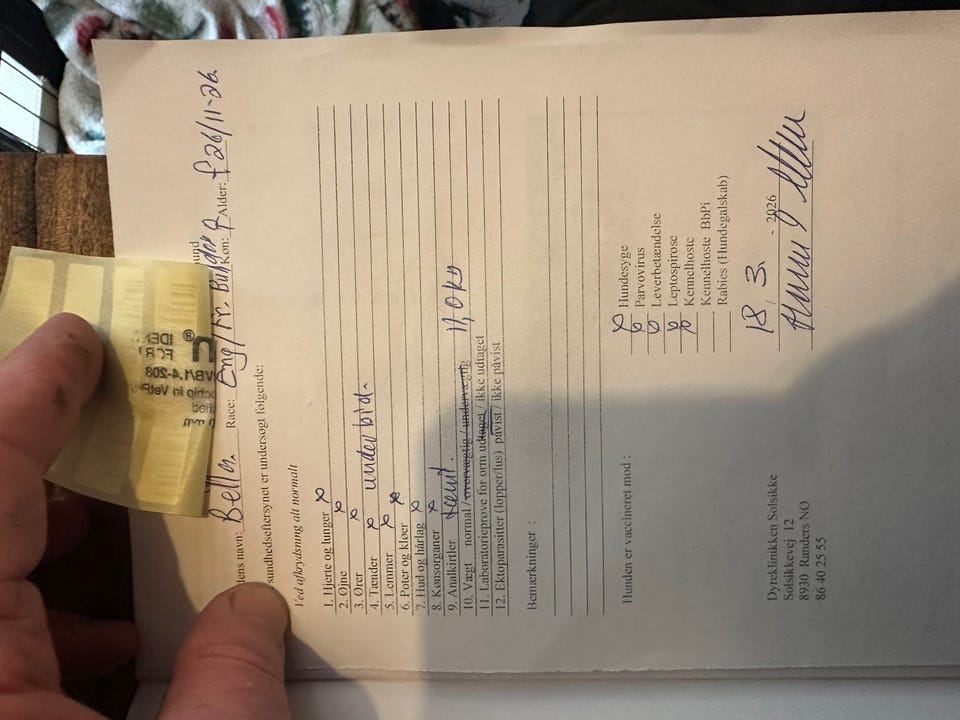 und
dens navn: Bella. Race: Eng/Fr. Bulldog Køn: ♀ Alder: f 26/11-26
sundhedseftersynet er undersøgt følgende:
Ved afkrydsning alt normalt
1. Hjerte og lunger x
2. Øjne x
3. Ører x
4. Tænder x underbid.
5. Lemmer x
6. Poter og kløer x
7. Hud og hårlag x
8. Kønsorganer x
9. Analkirtler tømt.
10. Vægt normal / overvægtig / undervægtig 12,0 kg
11. Laboratorieprøve for orm udtaget / ikke udtaget
12. Ektoparasitter (lopper/lus) påvist / ikke påvist
Bemærkninger :
Hunden er vaccineret mod :
x Hundesyge
x Parvovirus
x Leverbetændelse
x Leptospirose
x Kennelhoste
Kennelhoste BbPi
Rabies (Hundegalskab)
18 3. - 2026
Dyreklinikken Solsikke
Solsikkevej 12
8930 Randers NO
86 40 25 55